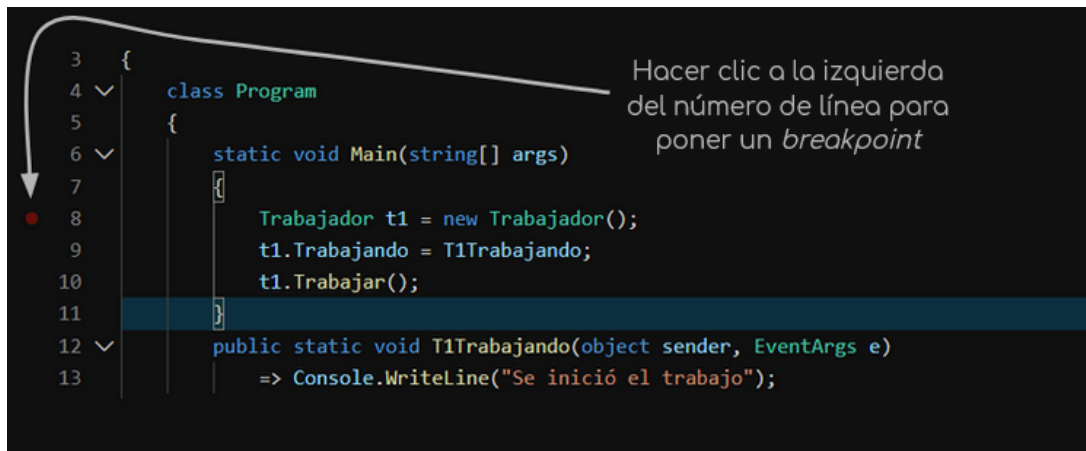 Hacer clic a la izquierda
del número de línea para
poner un breakpoint
3 {
4 class Program
5 {
6 static void Main(string[] args)
7 {
8 Trabajador t1 = new Trabajador();
9 t1.Trabajando = T1Trabajando;
10 t1.Trabajar();
11 }
12 public static void T1Trabajando(object sender, EventArgs e)
13 => Console.WriteLine("Se inició el trabajo");